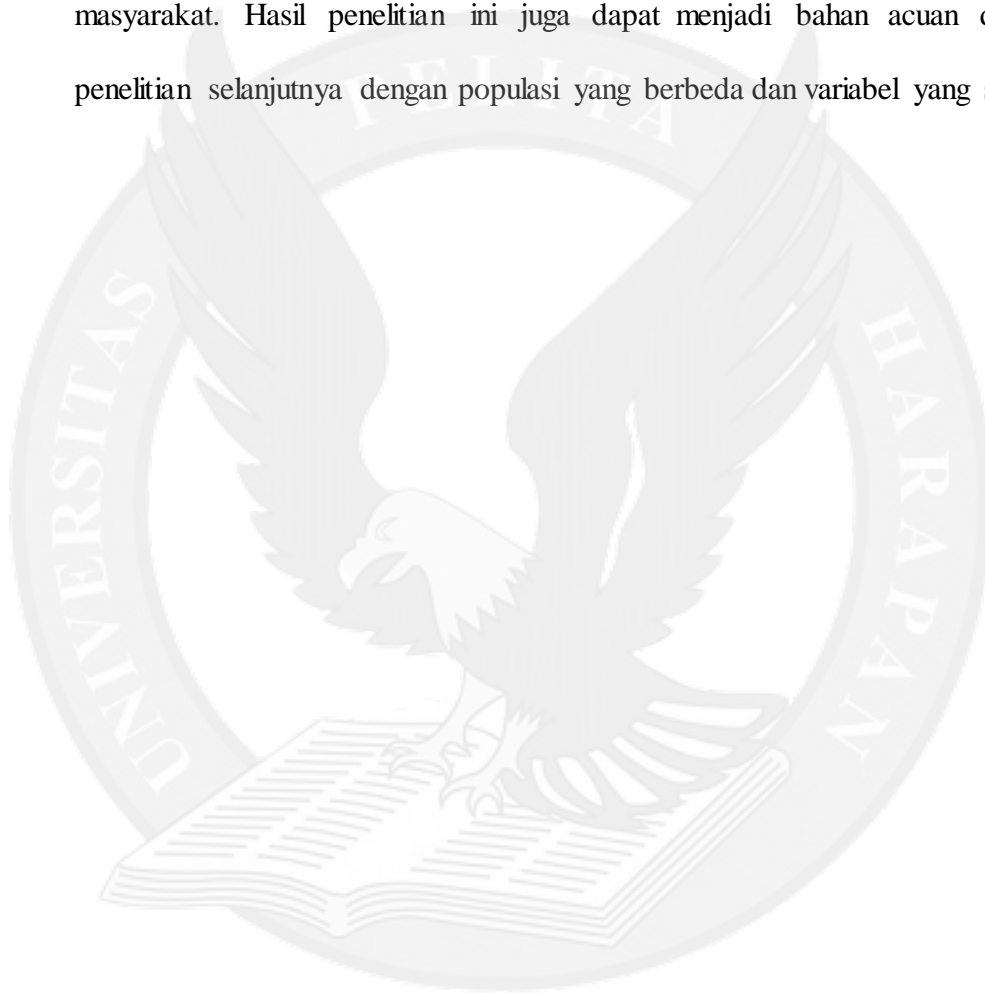 masyarakat. Hasil penelitian ini juga dapat menjadi bahan acuan
penelitian selanjutnya dengan populasi yang berbeda dan variabel yang
UNIVERSITAS PELITA HARAPAN